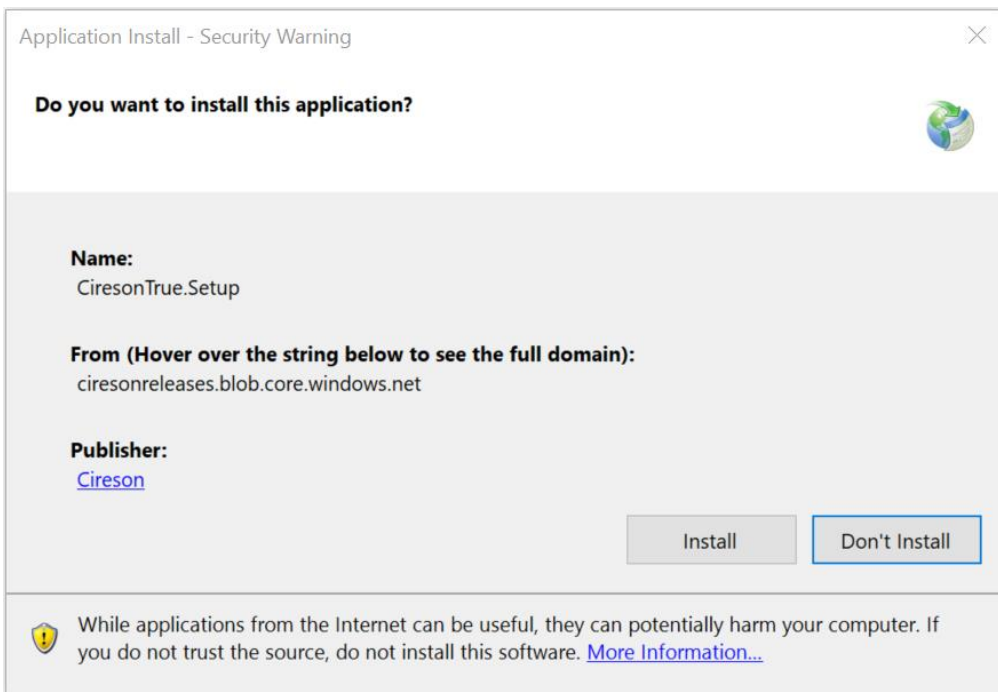 Application Install - Security Warning
Do you want to install this application?
Name:
CiresonTrue.Setup
From (Hover over the string below to see the full domain):
ciresonreleases.blob.core.windows.net
Publisher:
Cireson
Install
Don't Install
While applications from the Internet can be useful, they can potentially harm your computer. If
you do not trust the source, do not install this software. More Information...